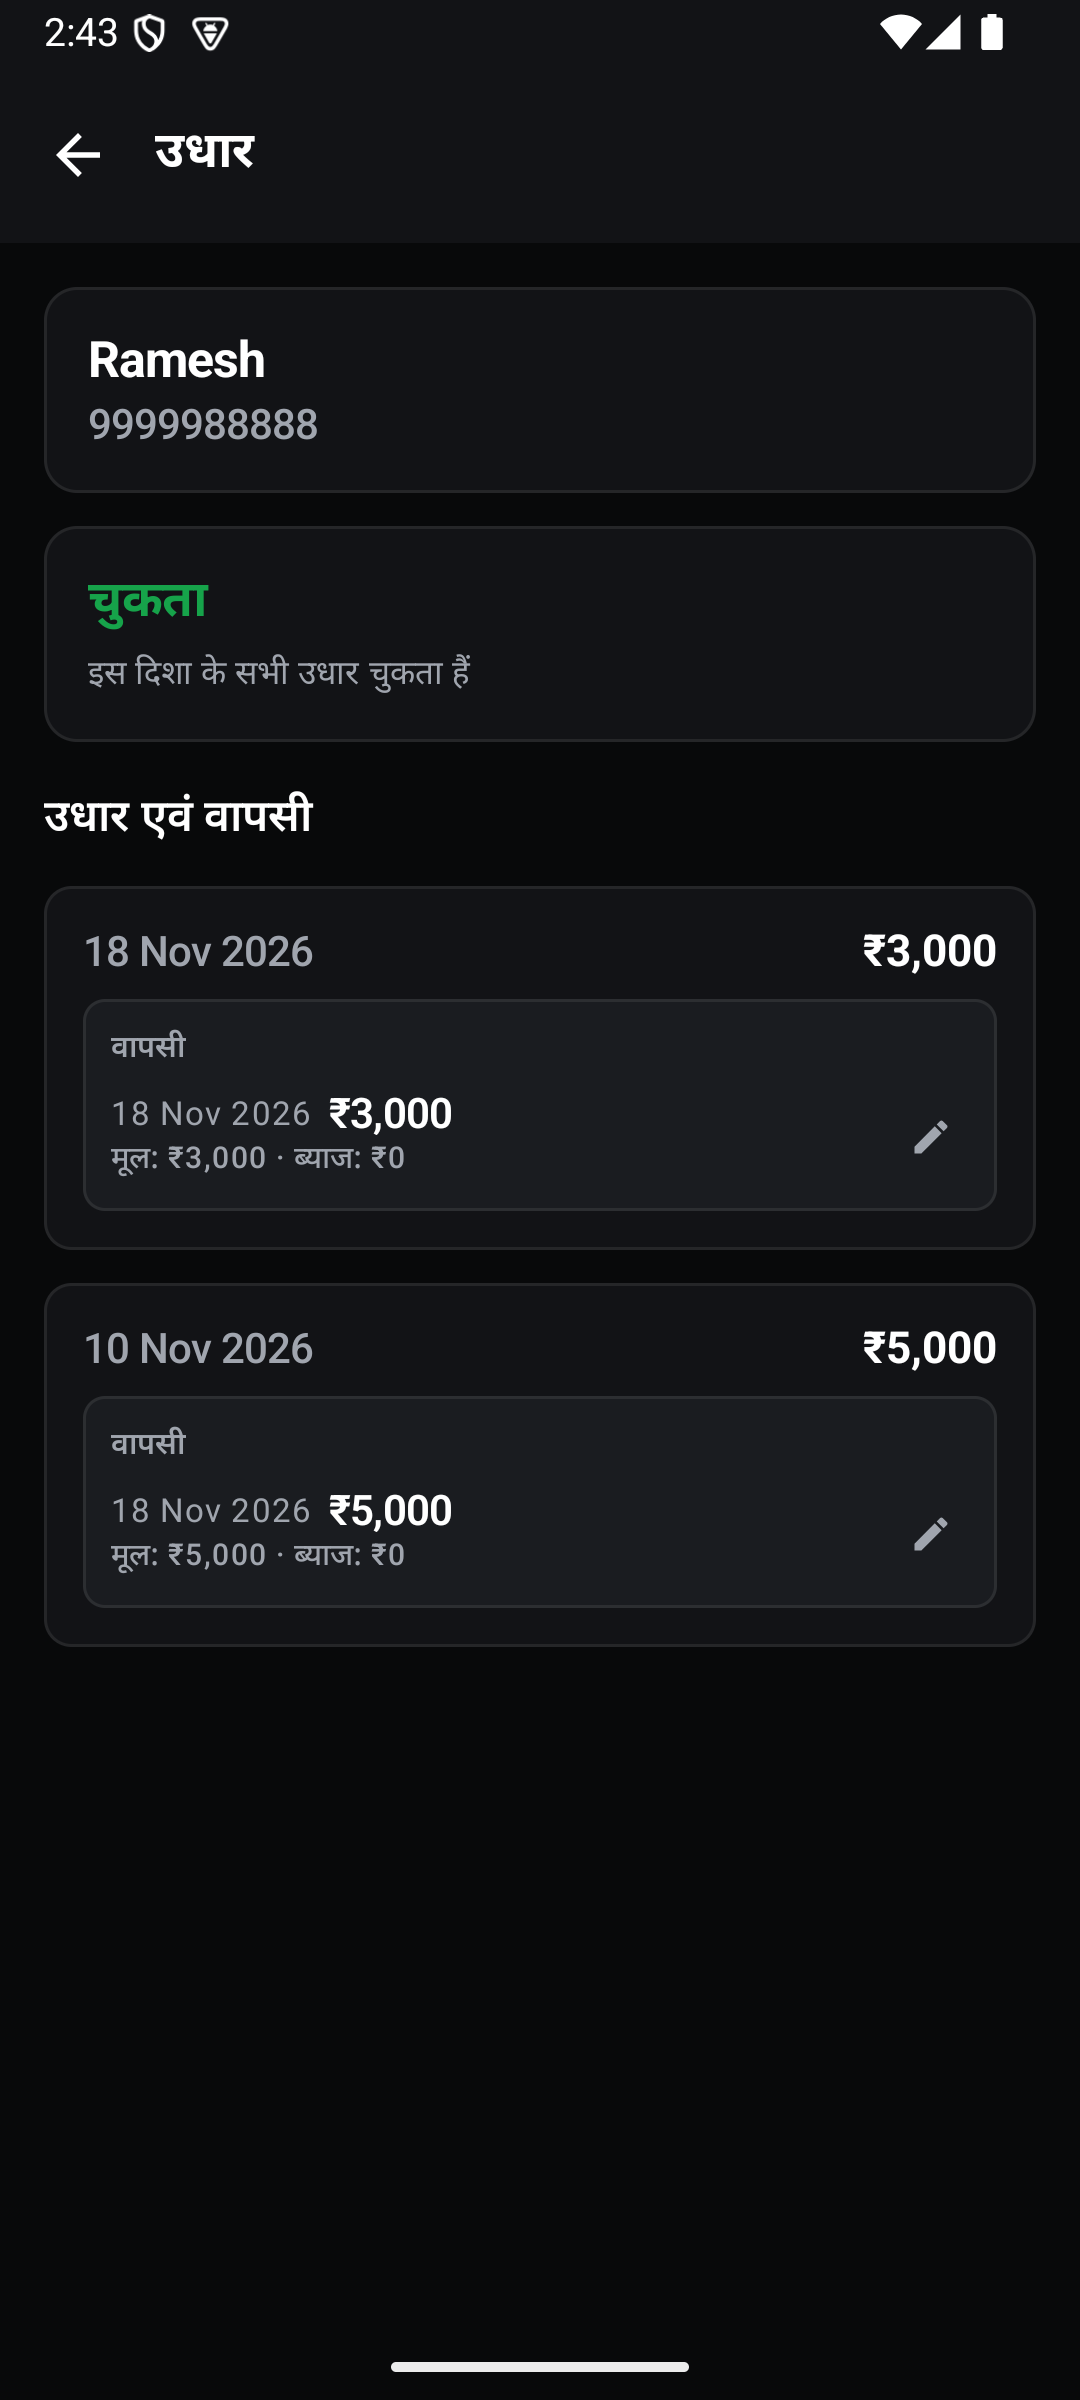 2:43
उधार
Ramesh
9999988888
चुकता
इस दिशा के सभी उधार चुकता हैं
उधार एवं वापसी
18 Nov 2026 ₹3,000
वापसी
18 Nov 2026 ₹3,000
मूल: ₹3,000 · ब्याज: ₹0
10 Nov 2026 ₹5,000
वापसी
18 Nov 2026 ₹5,000
मूल: ₹5,000 · ब्याज: ₹0